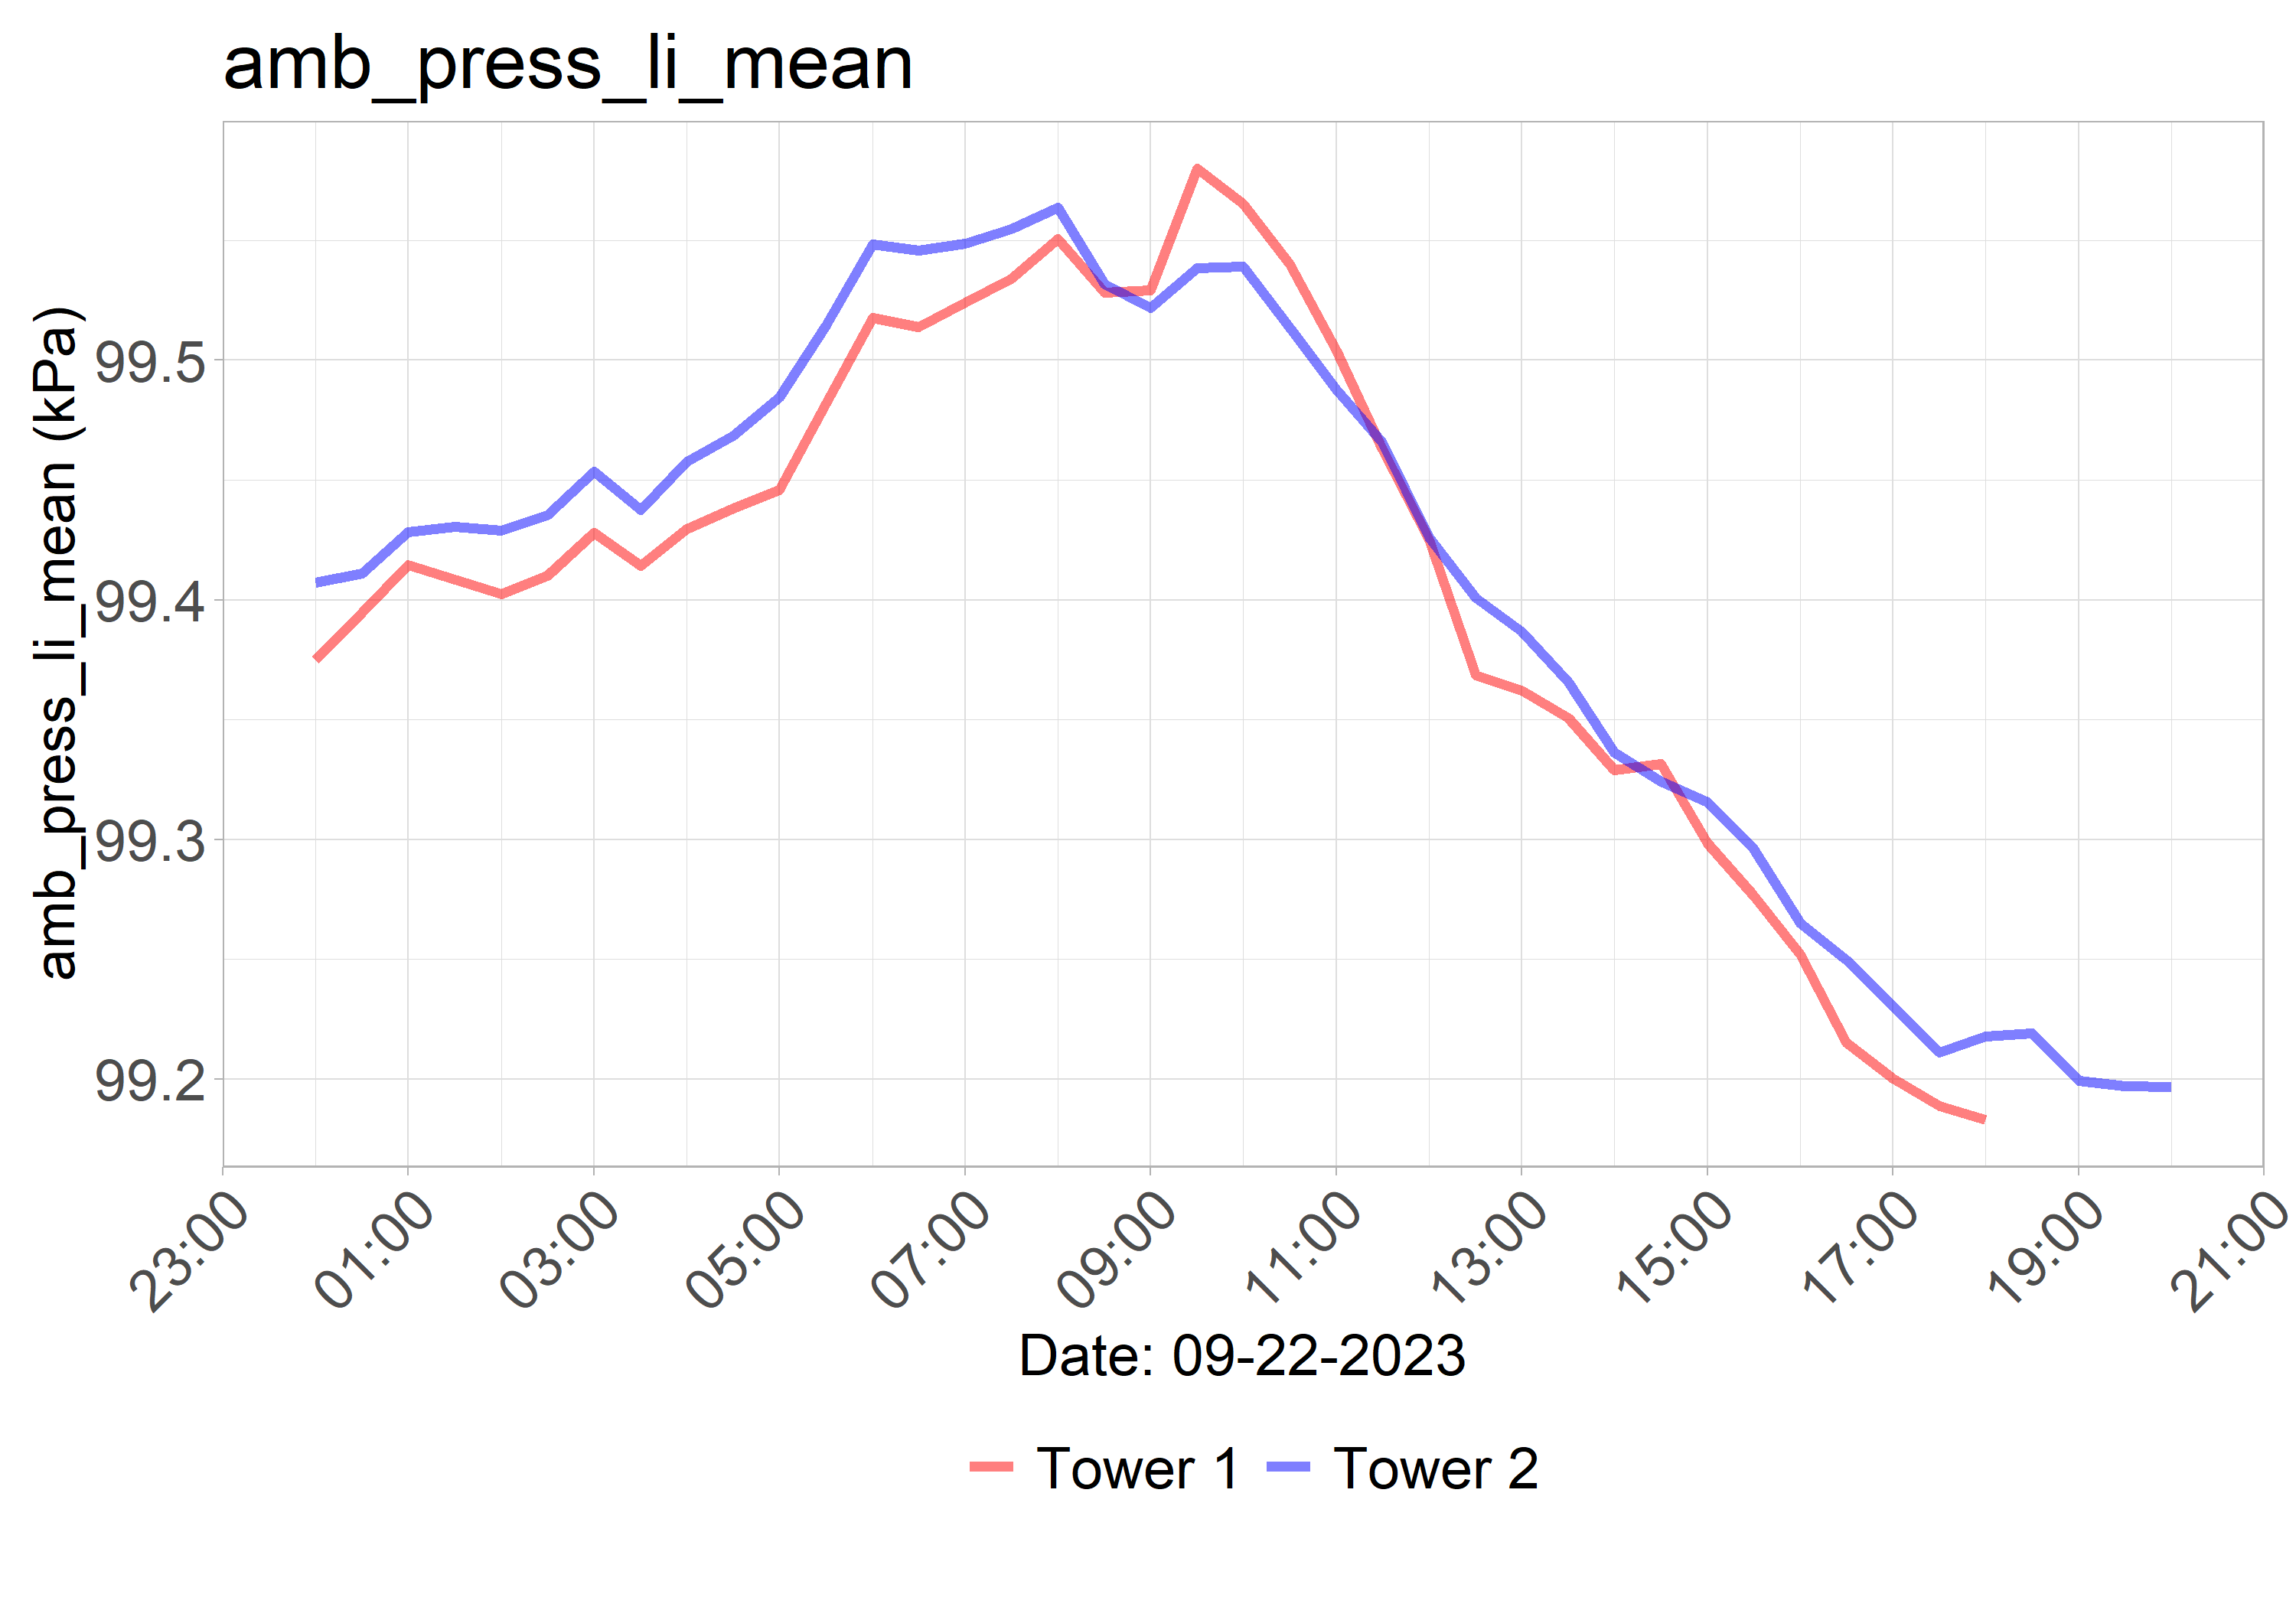 amb_press_li_mean
amb_press_li_mean (kPa)
99.5
99.4
99.3
99.2
23:00 01:00 03:00 05:00 07:00 09:00 11:00 13:00 15:00 17:00 19:00 21:00
Date: 09-22-2023
Tower 1 Tower 2